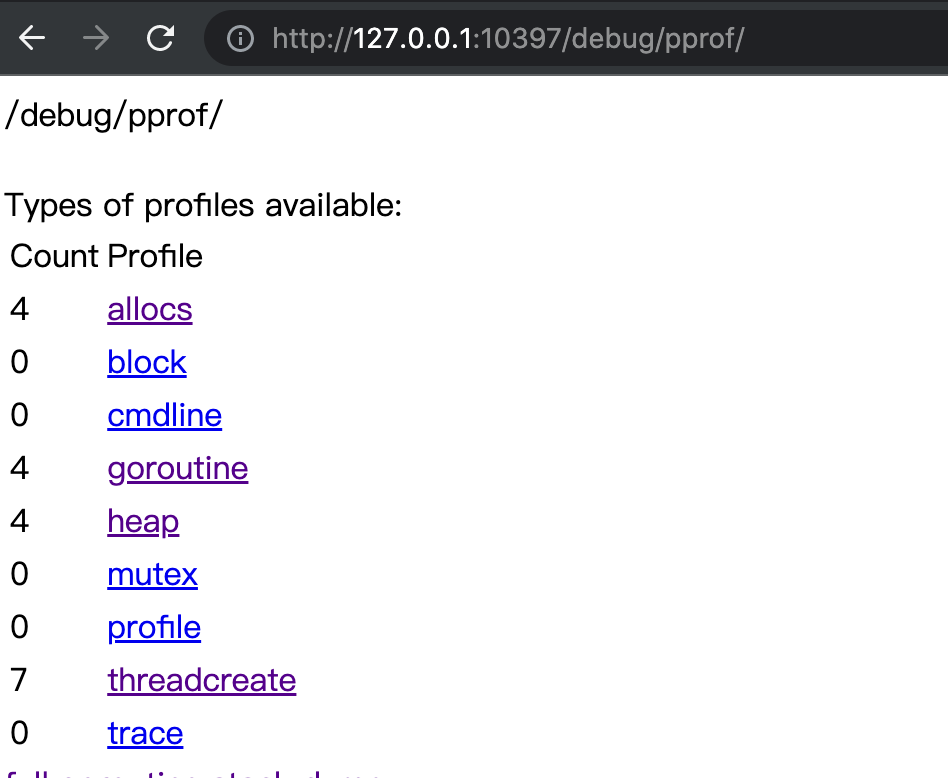 http://127.0.0.1:10397/debug/pprof/
/debug/pprof/
Types of profiles available:
Count Profile
4 allocs
0 block
0 cmdline
4 goroutine
4 heap
0 mutex
0 profile
7 threadcreate
0 trace